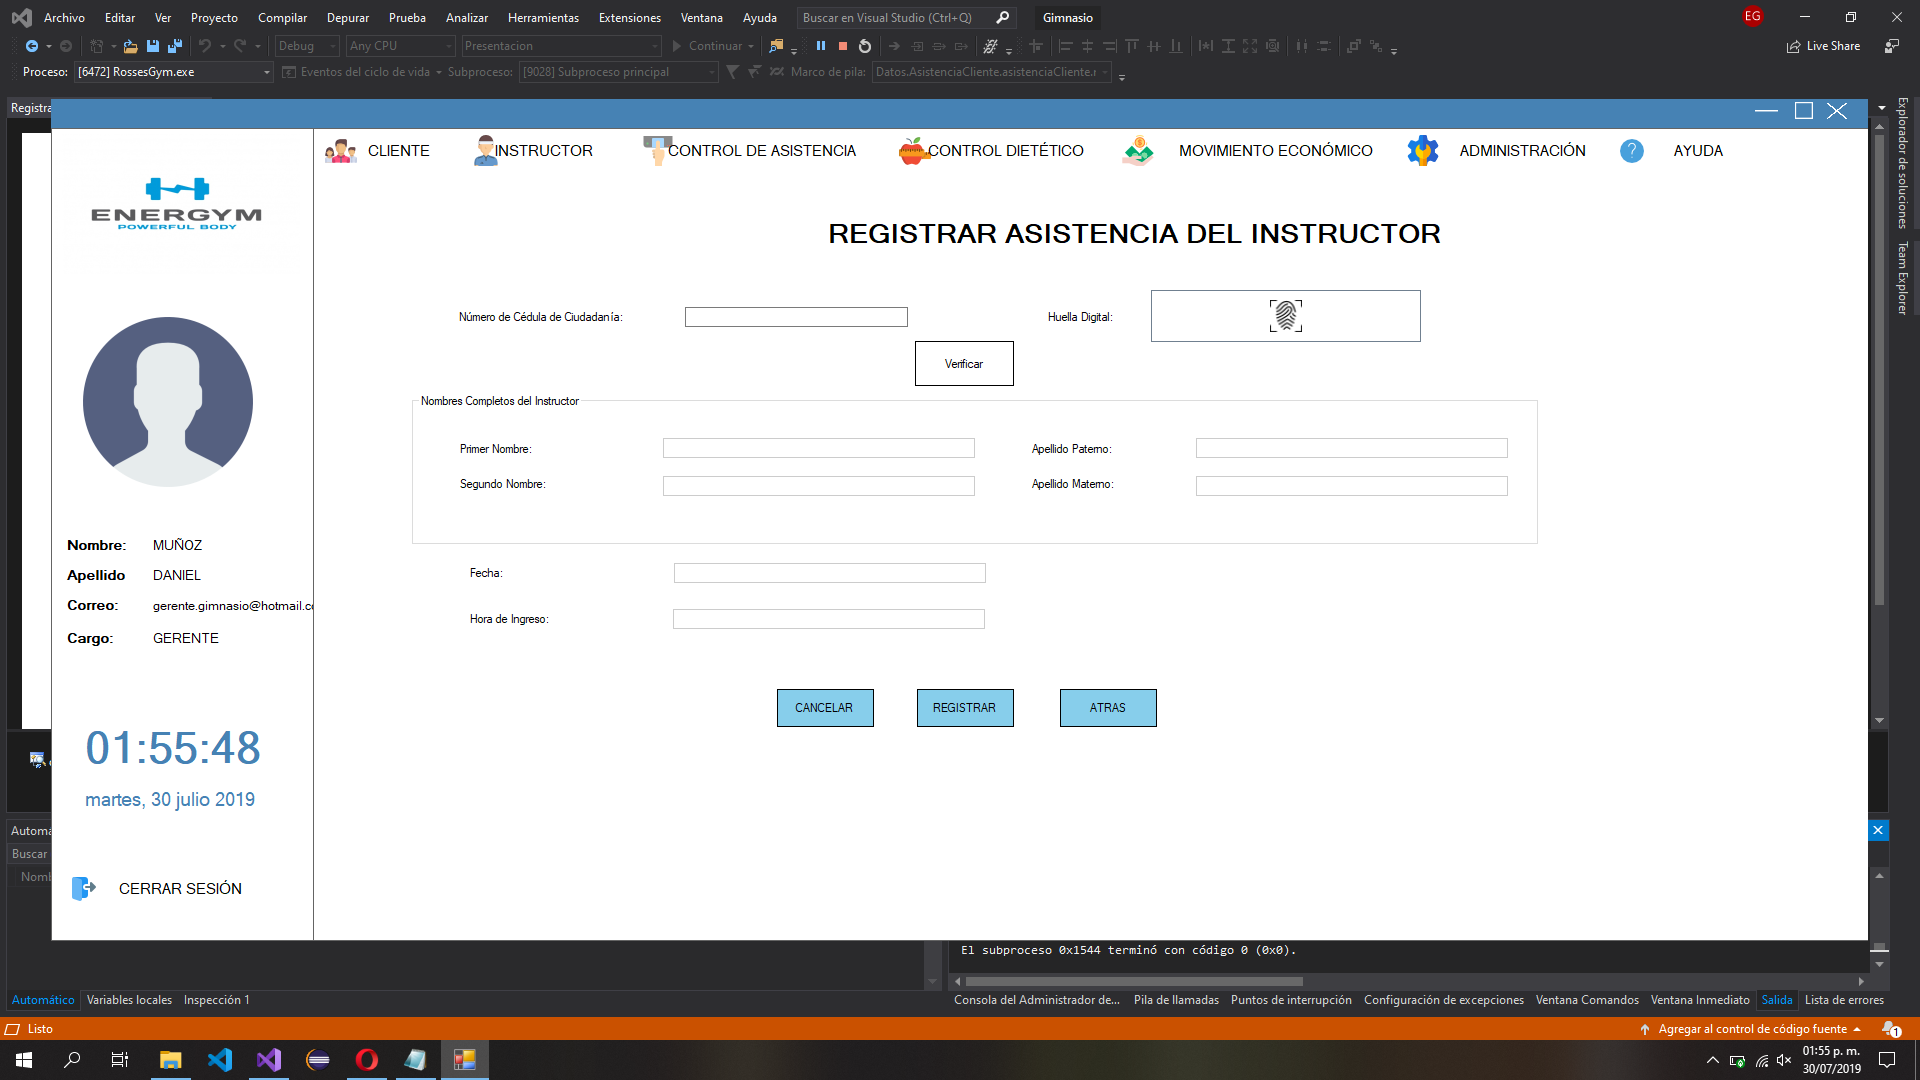 Archivo Editar Ver Proyecto Compilar Depurar Prueba Analizar Herramientas Extensiones Ventana Ayuda Buscar en Visual Studio (Ctrl+Q) Gimnasio EG
Debug Any CPU Presentacion Continuar Live Share
Proceso: [6472] RossesGym.exe Eventos del ciclo de vida Subproceso: [9028] Subproceso principal Marco de pila: Datos.AsistenciaCliente.asistenciaCliente.r
Registra
Explorador de soluciones
Team Explorer
CLIENTE INSTRUCTOR CONTROL DE ASISTENCIA CONTROL DIETÉTICO MOVIMIENTO ECONÓMICO ADMINISTRACIÓN ? AYUDA
ENERGYM
POWERFUL BODY
REGISTRAR ASISTENCIA DEL INSTRUCTOR
Número de Cédula de Ciudadanía: Huella Digital:
Verificar
Nombres Completos del Instructor
Primer Nombre: Apellido Paterno:
Segundo Nombre: Apellido Materno:
Fecha:
Hora de Ingreso:
CANCELAR REGISTRAR ATRAS
Nombre: MUÑOZ
Apellido DANIEL
Correo: gerente.gimnasio@hotmail.co
Cargo: GERENTE
01:55:48
martes, 30 julio 2019
CERRAR SESIÓN
Automá
Buscar
Nomb
El subproceso 0x1544 terminó con código 0 (0x0).
Automático Variables locales Inspección 1
Consola del Administrador de... Pila de llamadas Puntos de interrupción Configuración de excepciones Ventana Comandos Ventana Inmediato Salida Lista de errores
Listo Agregar al control de código fuente 1
01:55 p. m.
30/07/2019